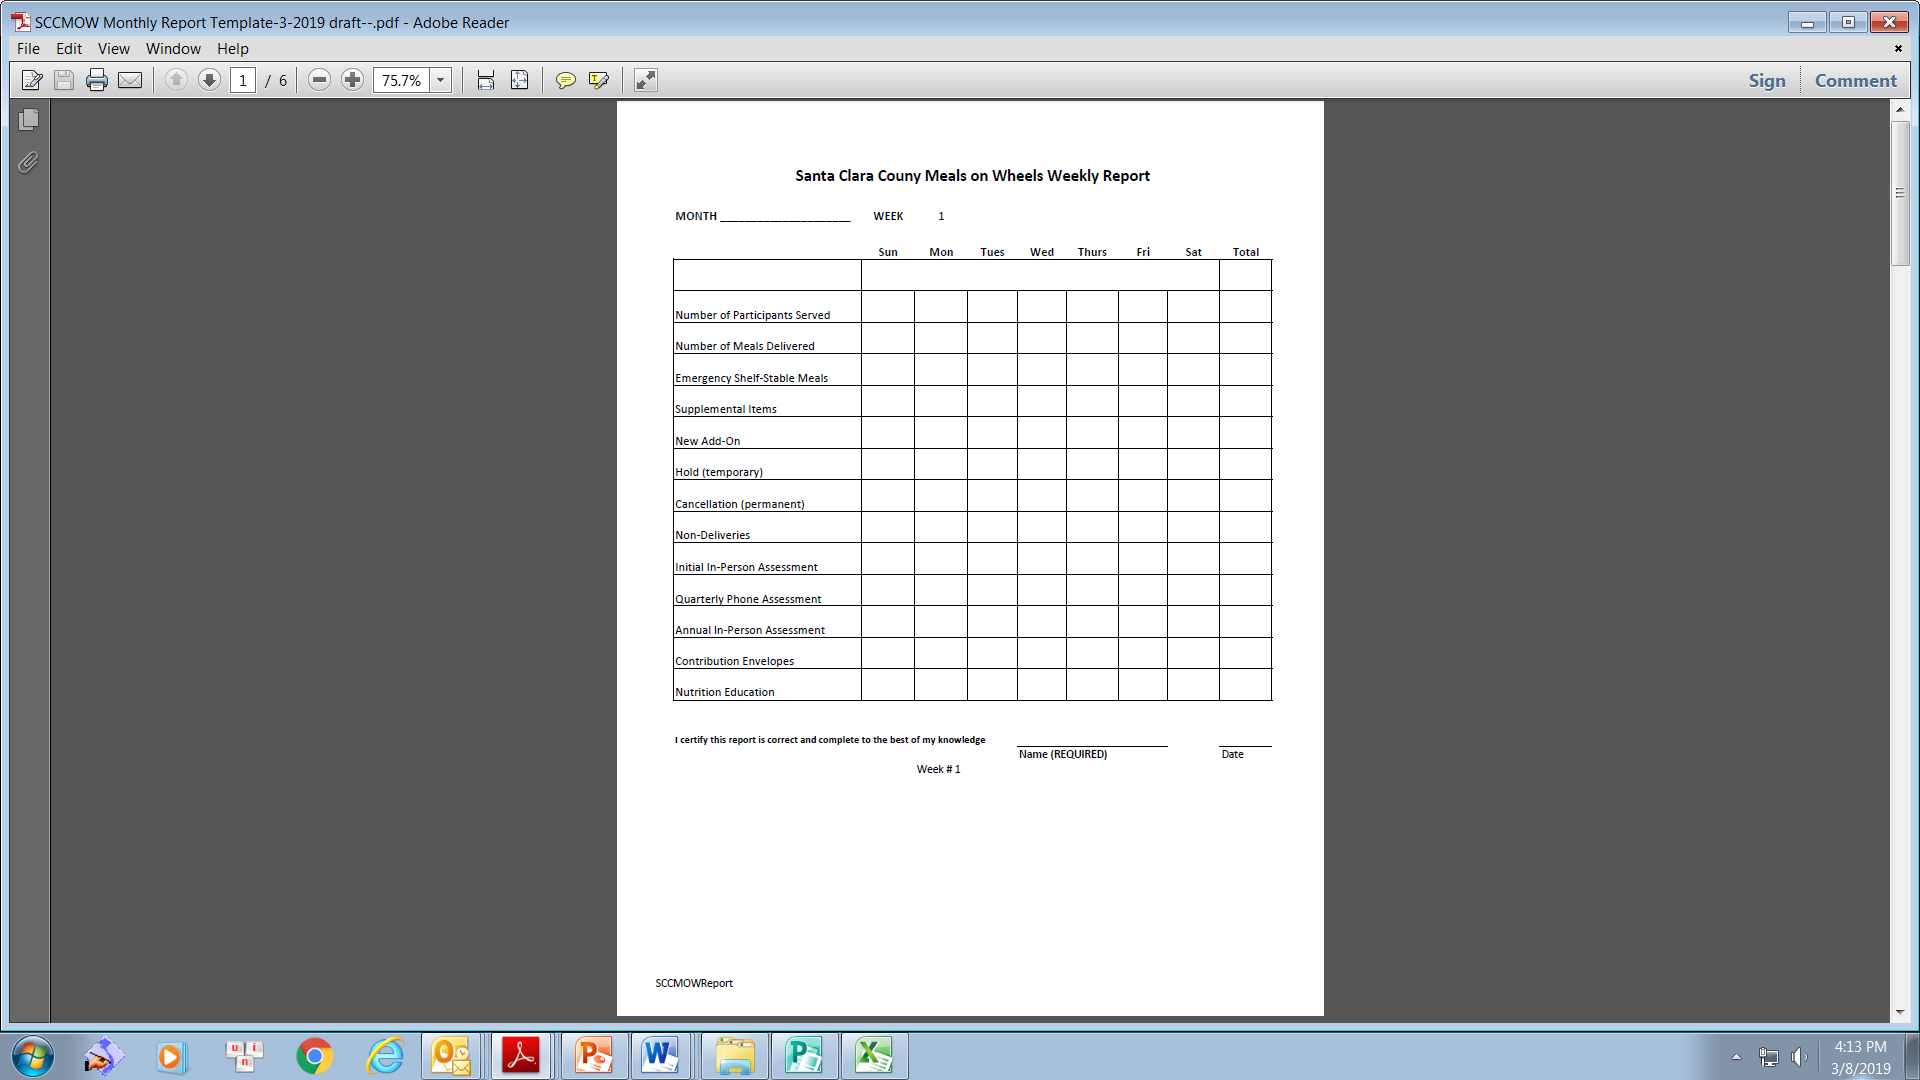 SCCMOW Monthly Report Template-3-2019 draft--.pdf - Adobe Reader
File Edit View Window Help
1 / 6 75.7% Sign Comment
Santa Clara Couny Meals on Wheels Weekly Report
MONTH ____________________ WEEK 1
Sun Mon Tues Wed Thurs Fri Sat Total
Number of Participants Served
Number of Meals Delivered
Emergency Shelf-Stable Meals
Supplemental Items
New Add-On
Hold (temporary)
Cancellation (permanent)
Non-Deliveries
Initial In-Person Assessment
Quarterly Phone Assessment
Annual In-Person Assessment
Contribution Envelopes
Nutrition Education
I certify this report is correct and complete to the best of my knowledge
Name (REQUIRED) Date
Week # 1
SCCMOWReport
4:13 PM
3/8/2019